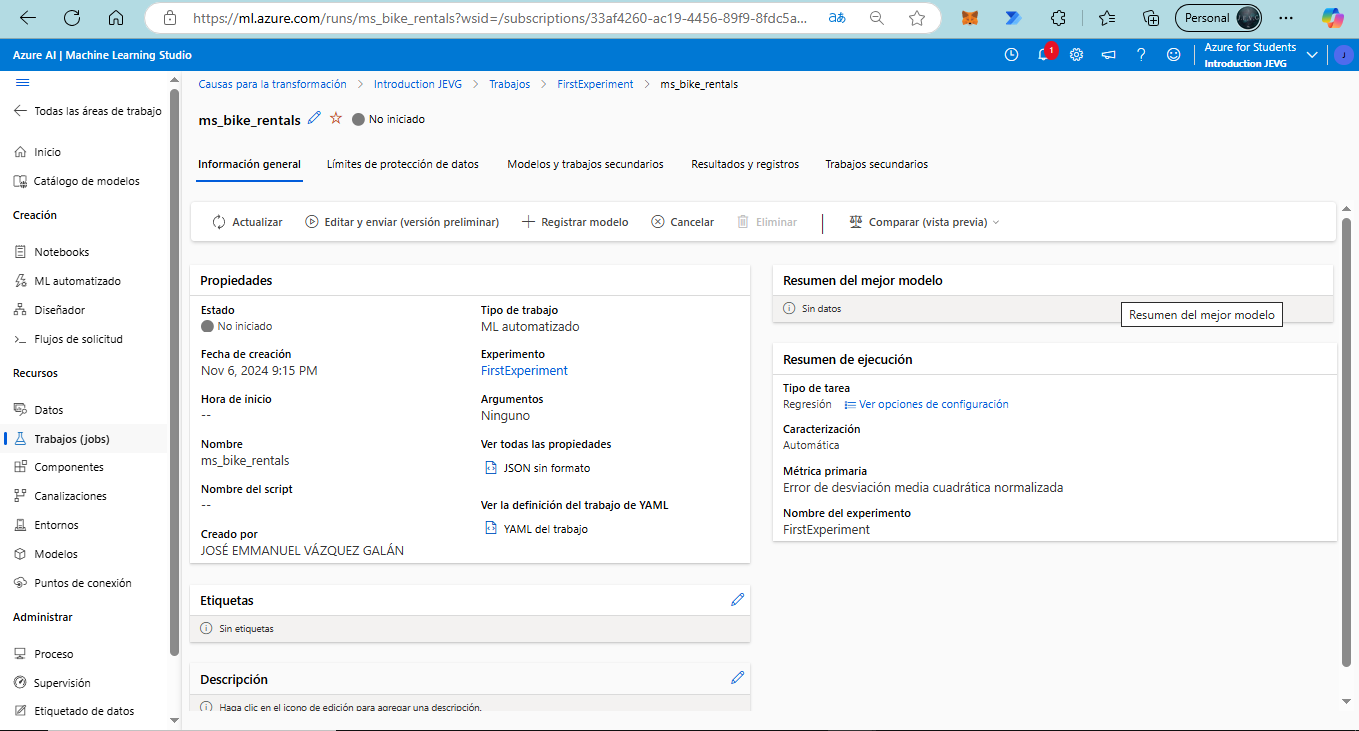 https://ml.azure.com/runs/ms_bike_rentals?wsid=/subscriptions/33af4260-ac19-4456-89f9-8fdc5a...
aあ
Personal
Azure AI | Machine Learning Studio
1
Azure for Students
Introduction JEVG
J
Causas para la transformación > Introduction JEVG > Trabajos > FirstExperiment > ms_bike_rentals
Todas las áreas de trabajo
Inicio
Catálogo de modelos
Creación
Notebooks
ML automatizado
Diseñador
Flujos de solicitud
Recursos
Datos
Trabajos (jobs)
Componentes
Canalizaciones
Entornos
Modelos
Puntos de conexión
Administrar
Proceso
Supervisión
Etiquetado de datos
ms_bike_rentals No iniciado
Información general Límites de protección de datos Modelos y trabajos secundarios Resultados y registros Trabajos secundarios
Actualizar Editar y enviar (versión preliminar) Registrar modelo Cancelar Eliminar Comparar (vista previa)
Propiedades
Estado
No iniciado
Fecha de creación
Nov 6, 2024 9:15 PM
Hora de inicio
--
Nombre
ms_bike_rentals
Nombre del script
--
Creado por
JOSÉ EMMANUEL VÁZQUEZ GALÁN
Tipo de trabajo
ML automatizado
Experimento
FirstExperiment
Argumentos
Ninguno
Ver todas las propiedades
JSON sin formato
Ver la definición del trabajo de YAML
YAML del trabajo
Etiquetas
Sin etiquetas
Descripción
Haga clic en el icono de edición para agregar una descripción.
Resumen del mejor modelo
Sin datos
Resumen del mejor modelo
Resumen de ejecución
Tipo de tarea
Regresión Ver opciones de configuración
Caracterización
Automática
Métrica primaria
Error de desviación media cuadrática normalizada
Nombre del experimento
FirstExperiment